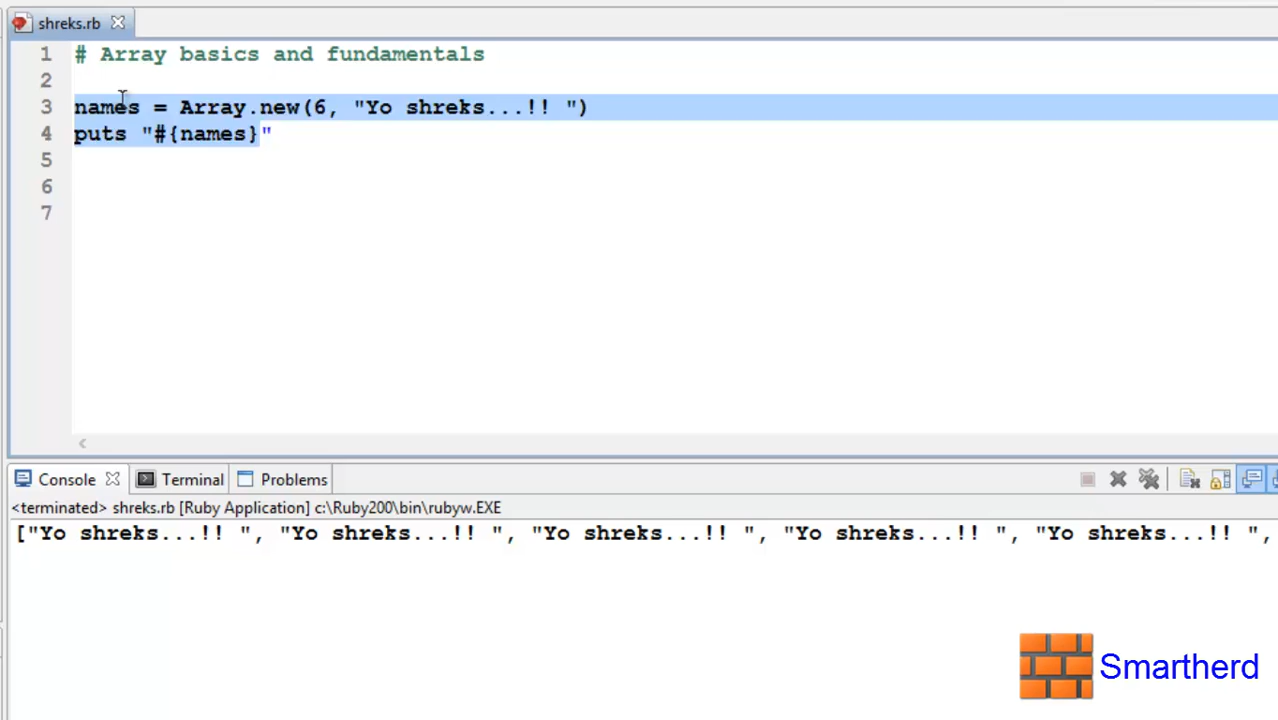 shreks.rb
1 # Array basics and fundamentals
2
3 names = Array.new(6, "Yo shreks...!! ")
4 puts "#{names}"
5
6
7
Console Terminal Problems
<terminated> shreks.rb [Ruby Application] c:\Ruby200\bin\rubyw.EXE
["Yo shreks...!! ", "Yo shreks...!! ", "Yo shreks...!! ", "Yo shreks...!! ", "Yo shreks...!! ",
Smartherd